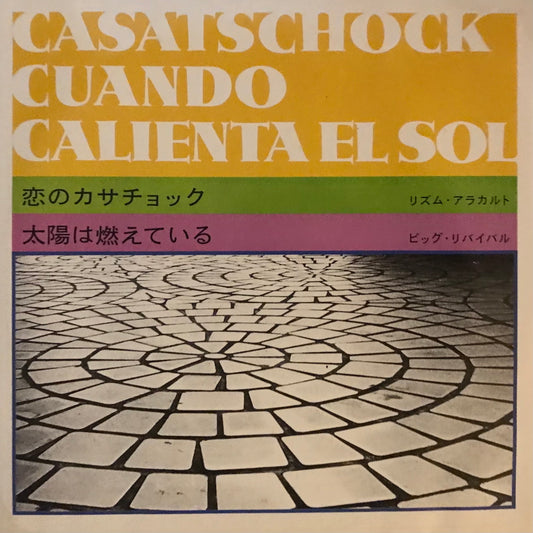 CASATSCHOCK
CUANDO
CALIENTA EL SOL
恋のカサチョック リズム・アラカルト
太陽は燃えている ビッグ・リバイバル